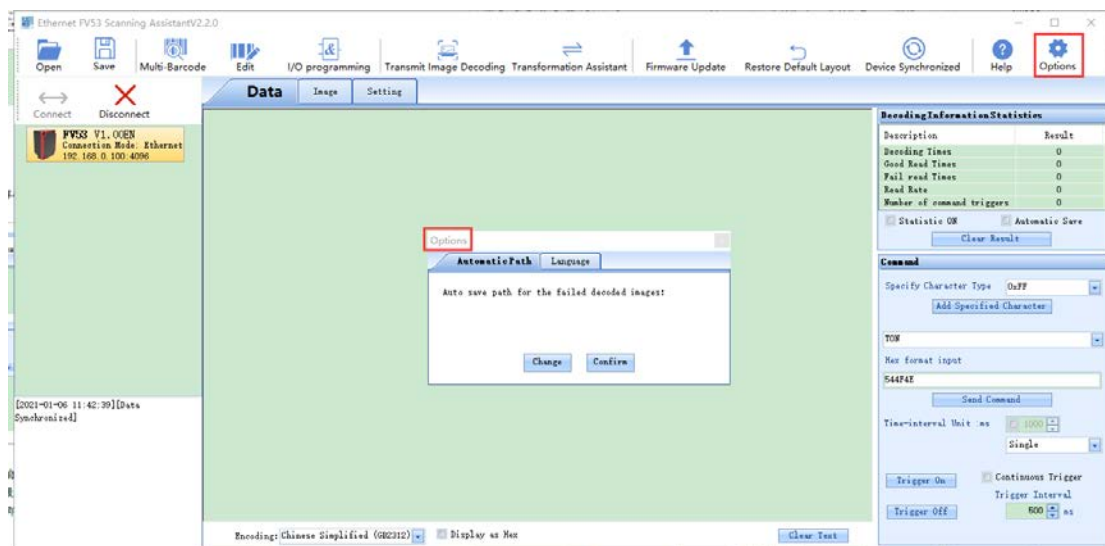 Ethernet FV53 Scanning AssistantV2.2.0
Open Save Multi-Barcode Edit I/O programming Transmit Image Decoding Transformation Assistant Firmware Update Restore Default Layout Device Synchronized Help Options
Connect Disconnect
Data Image Setting
FV53 V1.00EN
Connection Mode: Ethernet
192.168.0.100:4096
[2021-01-06 11:42:39][Data
Synchronized]
Options
AutomaticPath Language
Auto save path for the failed decoded images!
Change Confirm
Encoding: Chinese Simplified (GB2312) Display as Hex Clear Text
DecodingInformationStatistics
Description Result
Decoding Times 0
Good Read Times 0
Fail read Times 0
Read Rate 0
Number of command triggers 0
Statistic ON Automatic Save
Clear Result
Command
Specify Character Type 0xFF
Add Specified Character
TON
Hex format input
544F4E
Send Command
Time-interval Unit :ms 1000
Single
Trigger On Continuous Trigger
Trigger Interval
Trigger Off 500 ms